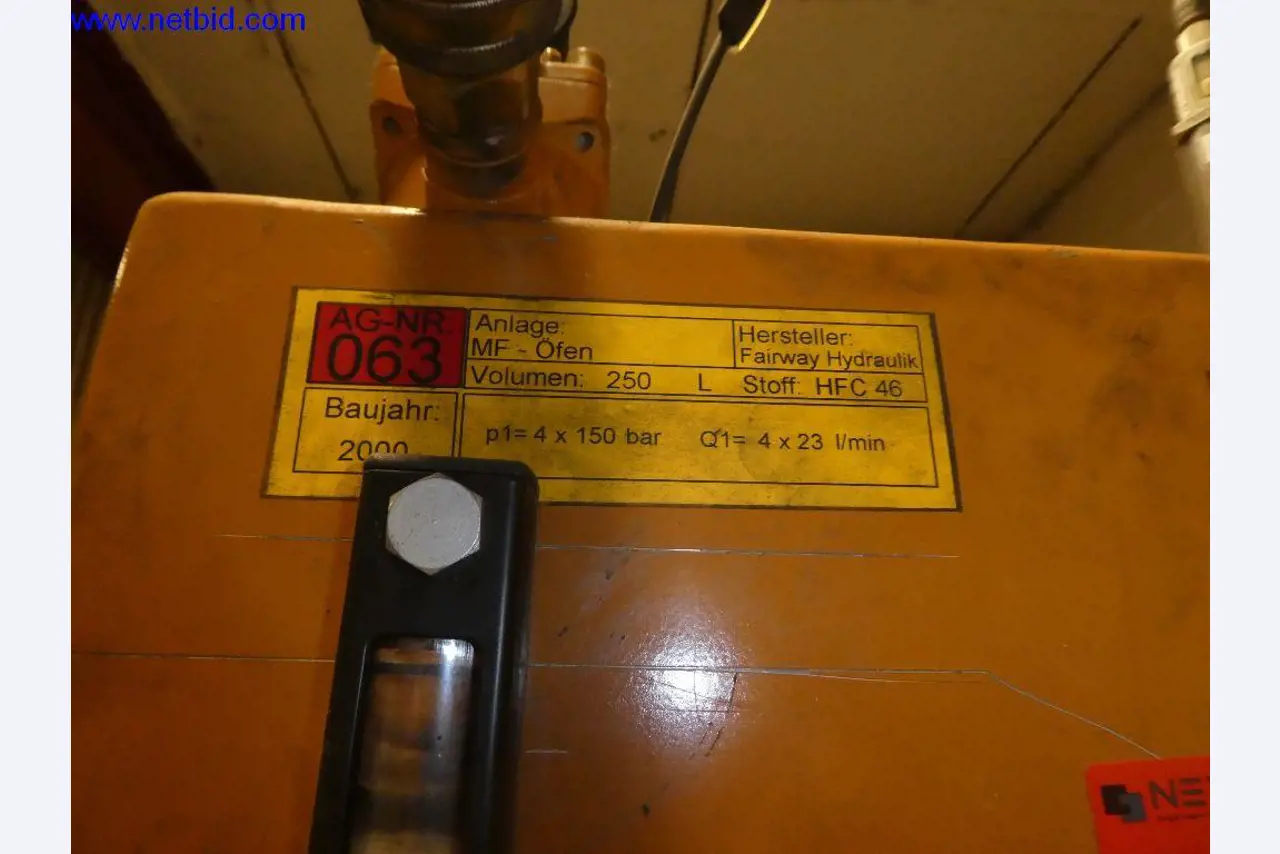 www.netbid.com
AG-NR.
063
Anlage:
MF - Öfen
Hersteller:
Fairway Hydraulik
Volumen: 250 L Stoff: HFC 46
Baujahr:
2000
p1= 4 x 150 bar Q1= 4 x 23 l/min
NE